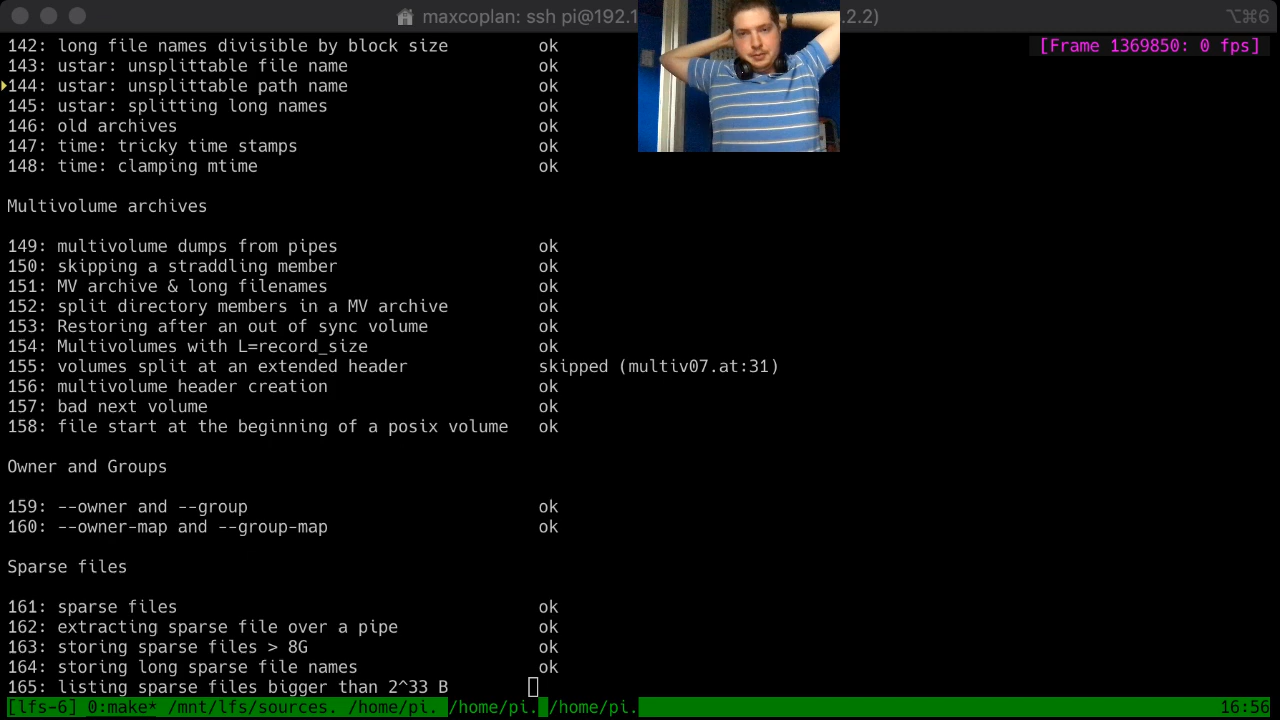 maxcoplan: ssh pi@192.1 .2.2) ⌥⌘6
142: long file names divisible by block size ok [Frame 1369850: 0 fps]
143: ustar: unsplittable file name ok
144: ustar: unsplittable path name ok
145: ustar: splitting long names ok
146: old archives ok
147: time: tricky time stamps ok
148: time: clamping mtime ok
Multivolume archives
149: multivolume dumps from pipes ok
150: skipping a straddling member ok
151: MV archive & long filenames ok
152: split directory members in a MV archive ok
153: Restoring after an out of sync volume ok
154: Multivolumes with L=record_size ok
155: volumes split at an extended header skipped (multiv07.at:31)
156: multivolume header creation ok
157: bad next volume ok
158: file start at the beginning of a posix volume ok
Owner and Groups
159: --owner and --group ok
160: --owner-map and --group-map ok
Sparse files
161: sparse files ok
162: extracting sparse file over a pipe ok
163: storing sparse files > 8G ok
164: storing long sparse file names ok
165: listing sparse files bigger than 2^33 B
[lfs-6] 0:make* /mnt/lfs/sources. /home/pi. /home/pi. /home/pi. 16:56